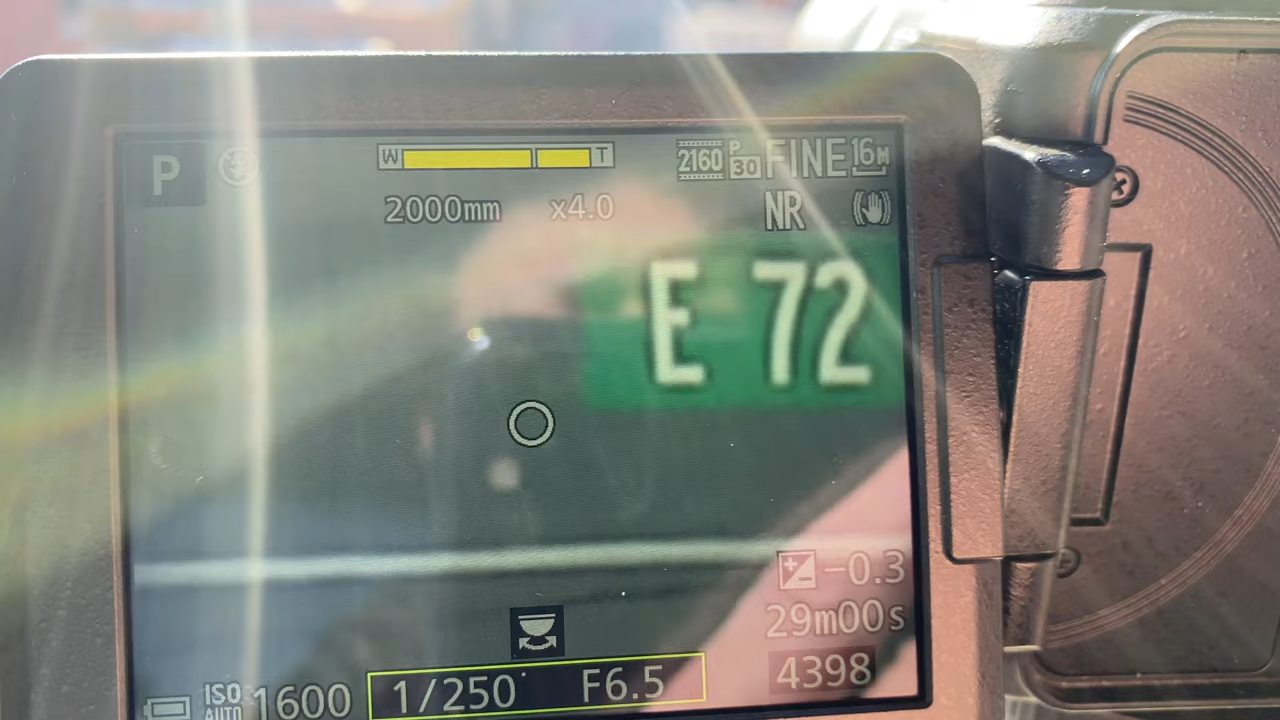 P W T 2160 P 30 FINE 16M
2000mm x4.0 NR
E 72
-0.3
29m00s
ISO AUTO 1600 1/250 F6.5 4398